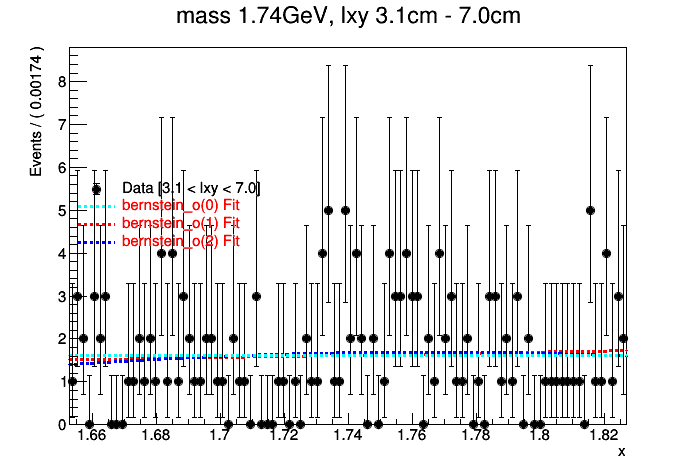 mass 1.74GeV, lxy 3.1cm - 7.0cm
Events / ( 0.00174 )
8
7
6
5
4
3
2
1
0
Data [3.1 < lxy < 7.0]
bernstein_o(0) Fit
bernstein_o(1) Fit
bernstein_o(2) Fit
1.66 1.68 1.7 1.72 1.74 1.76 1.78 1.8 1.82
x